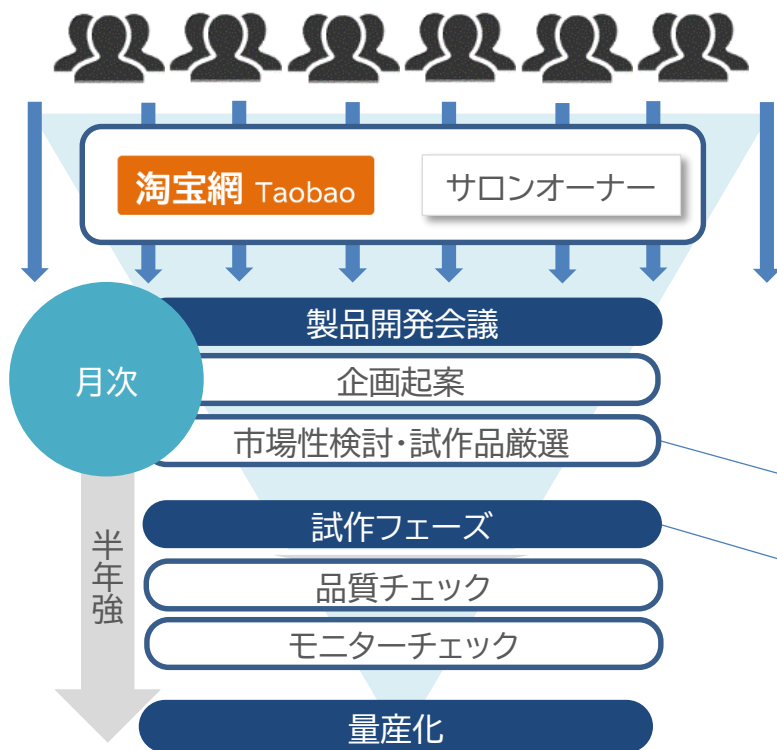 淘宝網 Taobao
サロンオーナー
製品開発会議
月次
企画起案
市場性検討・試作品厳選
試作フェーズ
半年強
品質チェック
モニターチェック
量産化